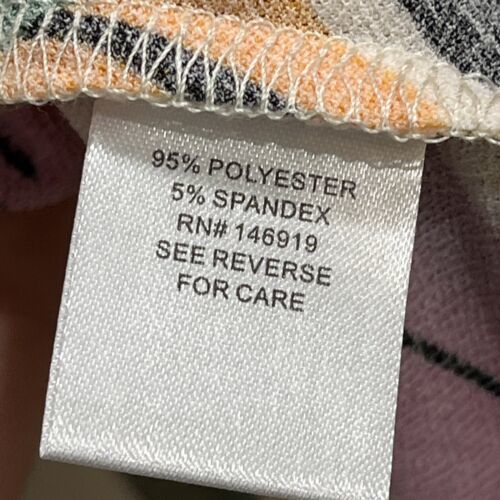 95% POLYESTER
5% SPANDEX
RN# 146919
SEE REVERSE
FOR CARE